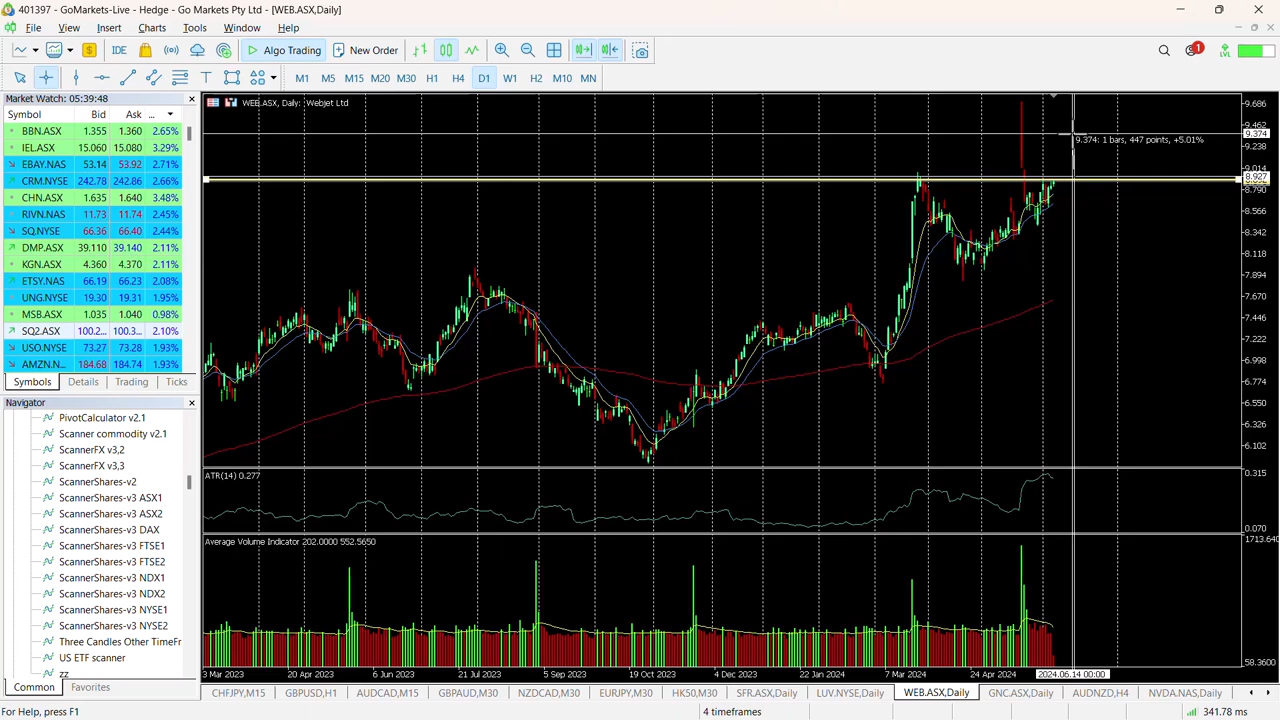 401397 - GoMarkets-Live - Hedge - Go Markets Pty Ltd - [WEB.ASX,Daily]
File View Insert Charts Tools Window Help
IDE Algo Trading New Order 1 LVL
M1 M5 M15 M20 M30 H1 H4 D1 W1 H2 M10 MN
Market Watch: 05:39:48
Symbol Bid Ask ...
BBN.ASX 1.355 1.360 2.65%
IEL.ASX 15.060 15.080 3.29%
EBAY.NAS 53.14 53.92 2.71%
CRM.NYSE 242.78 242.86 2.66%
CHN.ASX 1.635 1.640 3.48%
RIVN.NAS 11.73 11.74 2.45%
SQ.NYSE 66.36 66.40 2.44%
DMP.ASX 39.110 39.140 2.11%
KGN.ASX 4.360 4.370 2.11%
ETSY.NAS 66.19 66.23 2.08%
UNG.NYSE 19.30 19.31 1.95%
MSB.ASX 1.035 1.040 0.98%
SQ2.ASX 100.2... 100.3... 2.10%
USO.NYSE 73.27 73.28 1.93%
AMZN.N... 184.68 184.74 1.93%
Symbols Details Trading Ticks
Navigator
PivotCalculator v2.1
Scanner commodity v2.1
ScannerFX v3,2
ScannerFX v3,3
ScannerShares-v2
ScannerShares-v3 ASX1
ScannerShares-v3 ASX2
ScannerShares-v3 DAX
ScannerShares-v3 FTSE1
ScannerShares-v3 FTSE2
ScannerShares-v3 NDX1
ScannerShares-v3 NDX2
ScannerShares-v3 NYSE1
ScannerShares-v3 NYSE2
Three Candles Other TimeFr
US ETF scanner
zz
Common Favorites
WEB.ASX, Daily: Webjet Ltd
9.374: 1 bars, 447 points, +5.01%
9.686
9.462
9.374
9.238
9.014
8.927
8.790
8.566
8.342
8.118
7.894
7.670
7.446
7.222
6.998
6.774
6.550
6.326
6.102
ATR(14) 0.277
0.315
0.070
Average Volume Indicator 202.0000 552.5650
1713.640
58.3600
3 Mar 2023 20 Apr 2023 6 Jun 2023 21 Jul 2023 5 Sep 2023 19 Oct 2023 4 Dec 2023 22 Jan 2024 7 Mar 2024 24 Apr 2024 2024.06.14 00:00
CHFJPY,M15 GBPUSD,H1 AUDCAD,M15 GBPAUD,M30 NZDCAD,M30 EURJPY,M30 HK50,M30 SFR.ASX,Daily LUV.NYSE,Daily WEB.ASX,Daily GNC.ASX,Daily AUDNZD,H4 NVDA.NAS,Daily
For Help, press F1 4 timeframes 341.78 ms